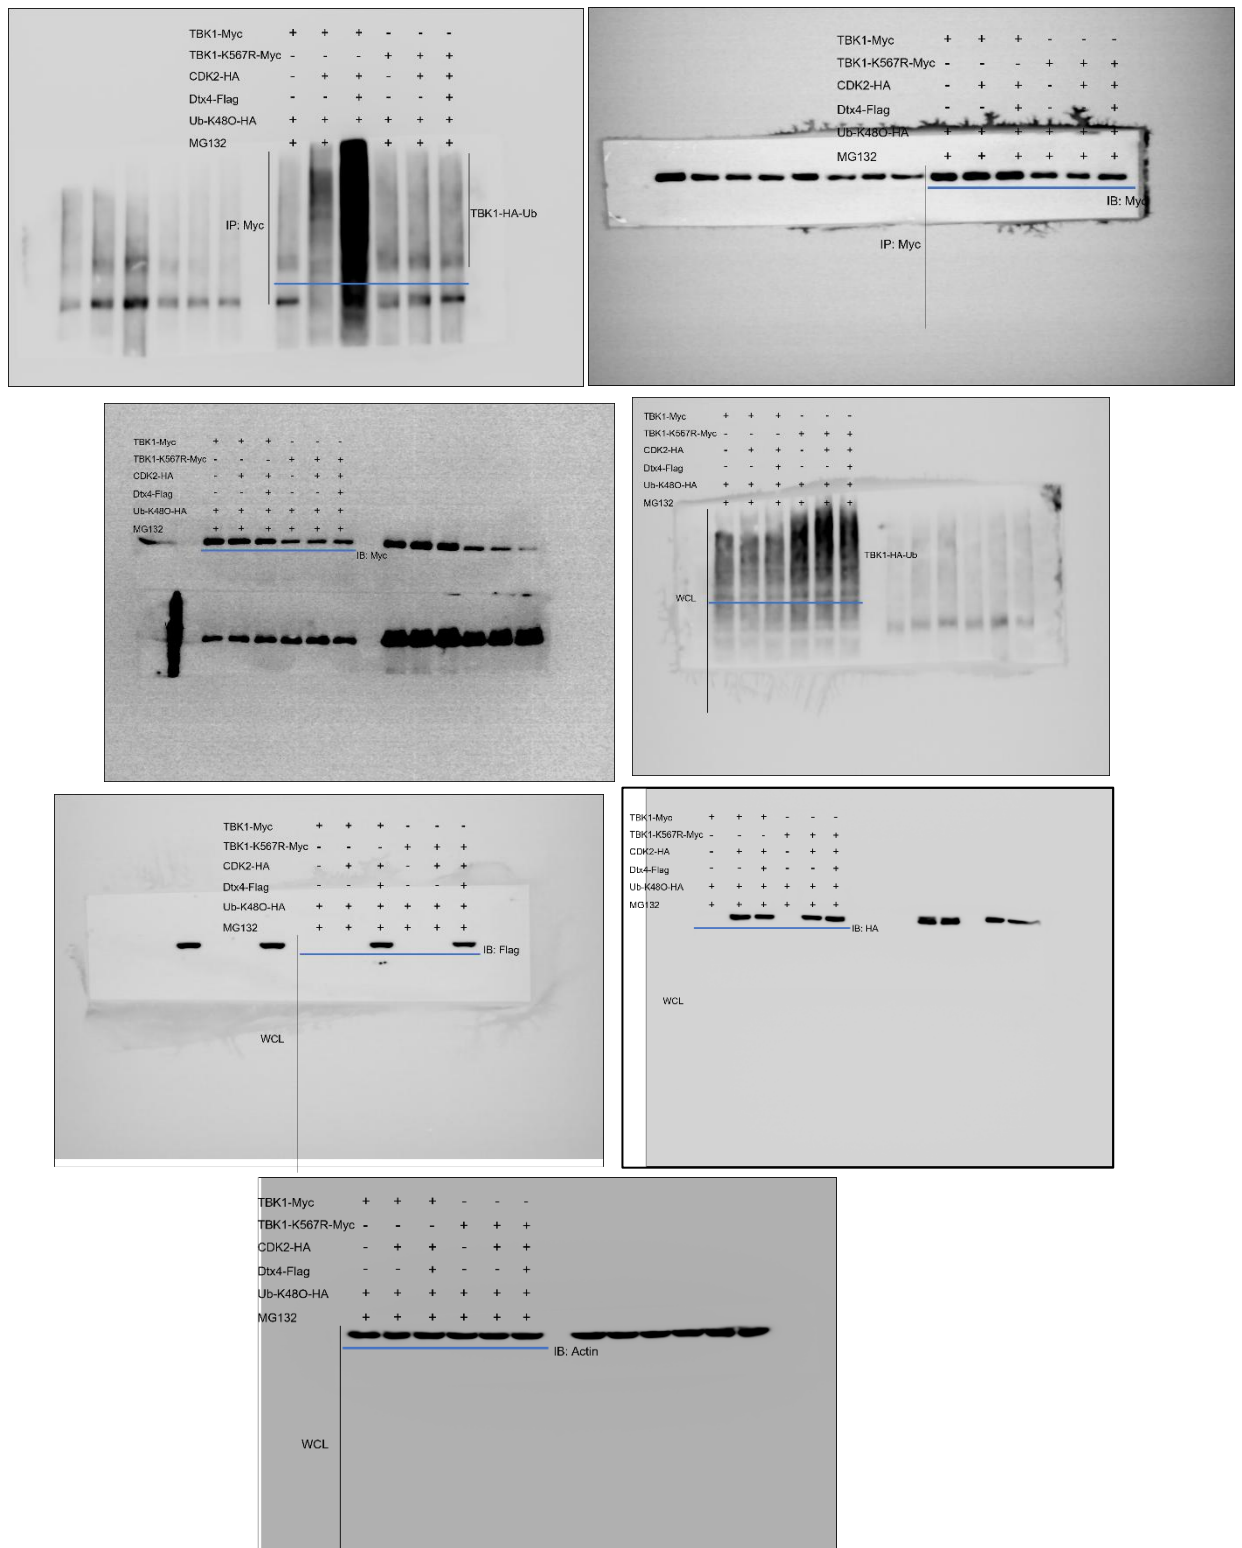 TBK1-Myc + + + - - -
TBK1-K567R-Myc - - - + + +
CDK2-HA - + + - + +
Dtx4-Flag - - + - - +
Ub-K48O-HA + + + + + +
MG132 + + + + + +
IP: Myc
TBK1-HA-Ub
TBK1-Myc + + + - - -
TBK1-K567R-Myc - - - + + +
CDK2-HA - + + - + +
Dtx4-Flag - - + - - +
Ub-K48O-HA + + + + + +
MG132 + + + + + +
IB: Myc
IP: Myc
TBK1-Myc + + + - - -
TBK1-K567R-Myc - - - + + +
CDK2-HA - + + - + +
Dtx4-Flag - - + - - +
Ub-K48O-HA + + + + + +
MG132 + + + + + +
IB: Myc
TBK1-Myc + + + - - -
TBK1-K567R-Myc - - - + + +
CDK2-HA - + + - + +
Dtx4-Flag - - + - - +
Ub-K48O-HA + + + + + +
MG132 + + + + + +
TBK1-HA-Ub
WCL
TBK1-Myc + + + - - -
TBK1-K567R-Myc - - - + + +
CDK2-HA - + + - + +
Dtx4-Flag - - + - - +
Ub-K48O-HA + + + + + +
MG132 + + + + + +
IB: Flag
WCL
TBK1-Myc + + + - - -
TBK1-K567R-Myc - - - + + +
CDK2-HA - + + - + +
Dtx4-Flag - - + - - +
Ub-K48O-HA + + + + + +
MG132 + + + + + +
IB: HA
WCL
TBK1-Myc + + + - - -
TBK1-K567R-Myc - - - + + +
CDK2-HA - + + - + +
Dtx4-Flag - - + - - +
Ub-K48O-HA + + + + + +
MG132 + + + + + +
IB: Actin
WCL